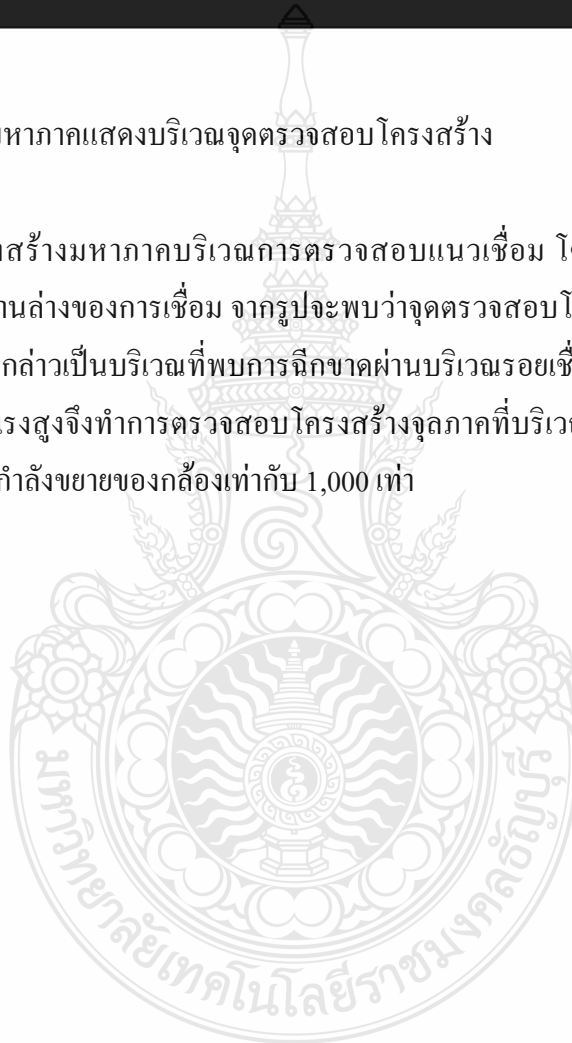 มหาภาคแสดงบริเวณจุดตรวจสอบโครงสร้าง
สร้างมหาภาคบริเวณการตรวจสอบแนวเชื่อม
านล่างของการเชื่อม จากรูปจะพบว่าจุดตรวจสอบโ
กล่าวเป็นบริเวณที่พบการฉีกขาดผ่านบริเวณรอยเชื่
แรงสูงจึงทำการตรวจสอบโครงสร้างจุลภาคที่บริเวณ
กำลังขยายของกล้องเท่ากับ 1,000 เท่า
มหาวิทยาลัยเทคโนโลยีราชมงคลธัญบุรี